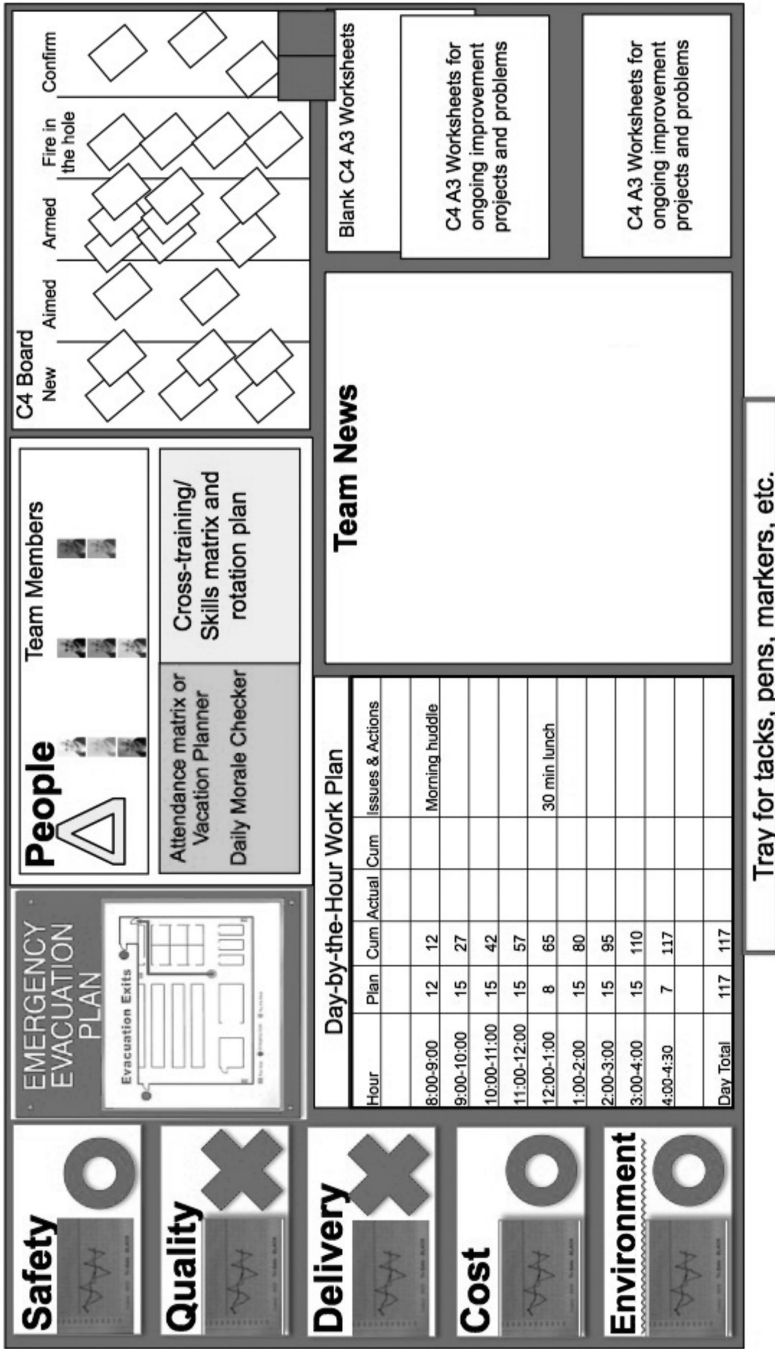 Safety
Quality
Delivery
Cost
Environment
EMERGENCY
EVACUATION
PLAN
Evacuation Exits
People
Team Members
Attendance matrix or
Vacation Planner
Daily Morale Checker
Cross-training/
Skills matrix and
rotation plan
C4 Board
New Aimed Armed Fire in the hole Confirm
Day-by-the-Hour Work Plan
Hour Plan Cum Actual Cum Issues & Actions
8:00-9:00 12 12 Morning huddle
9:00-10:00 15 27
10:00-11:00 15 42
11:00-12:00 15 57
12:00-1:00 8 65 30 min lunch
1:00-2:00 15 80
2:00-3:00 15 95
3:00-4:00 15 110
4:00-4:30 7 117
Day Total 117 117
Team News
Blank C4 A3 Worksheets
C4 A3 Worksheets for
ongoing improvement
projects and problems
C4 A3 Worksheets for
ongoing improvement
projects and problems
Tray for tacks, pens, markers, etc.